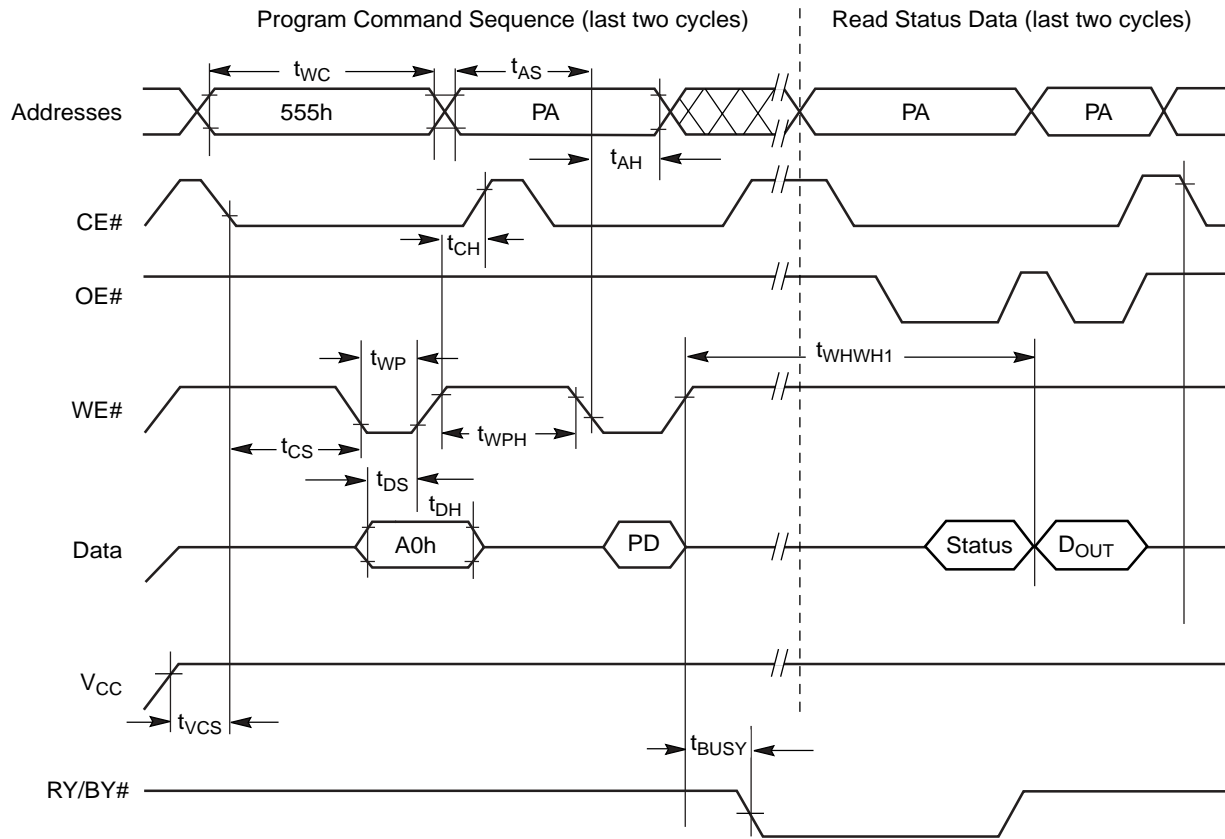 Program Command Sequence (last two cycles) Read Status Data (last two cycles)
tWC tAS
Addresses 555h PA PA PA
tAH
CE#
tCH
OE#
tWP tWHWH1
WE#
tCS tWPH
tDS
tDH
Data A0h PD Status DOUT
VCC
tVCS
tBUSY
RY/BY#